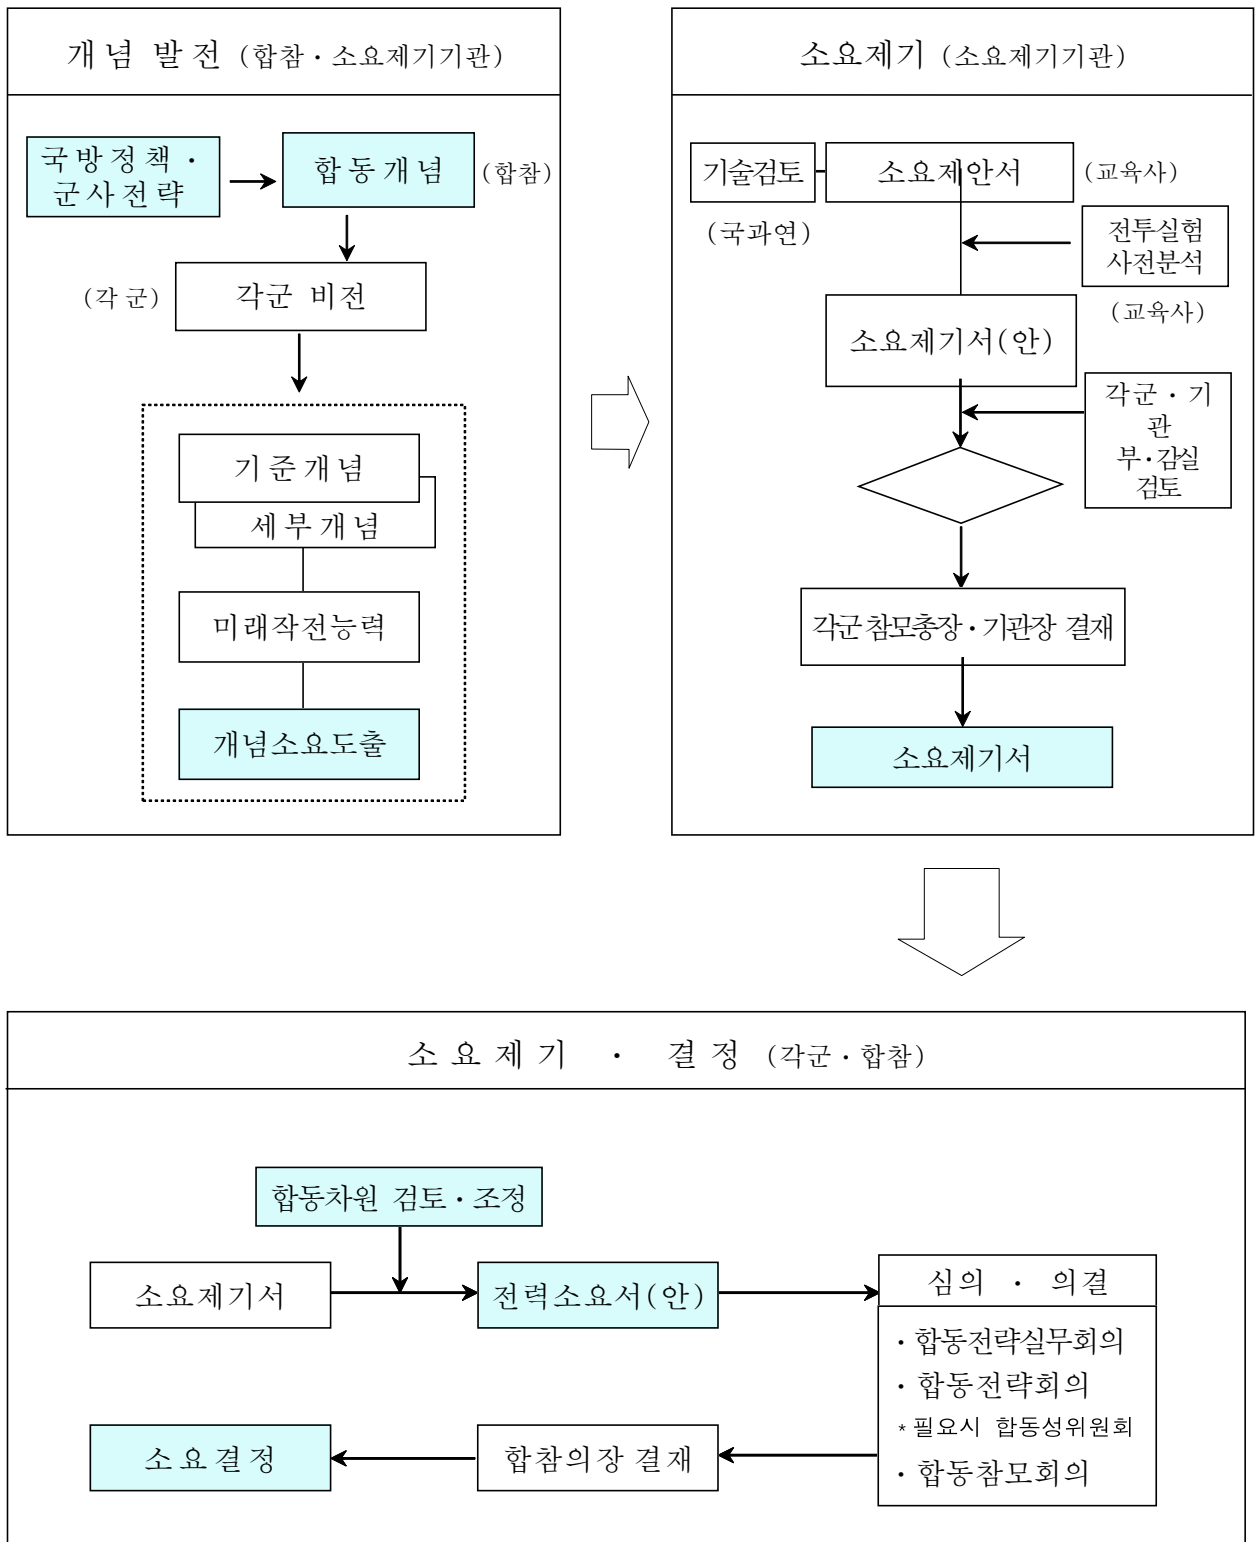 개념 발전 (합참·소요제기기관)
국방정책·
군사전략
합동개념
(합참)
(각 군)
각군 비전
기준개념
세부개념
미래작전능력
개념소요도출
소요제기 (소요제기기관)
기술검토
소요제안서
(교육사)
(국과연)
전투실험
사전분석
(교육사)
소요제기서(안)
각군·기
관
부·감실
검토
각군 참모총장·기관장 결재
소요제기서
소요제기 · 결정 (각군·합참)
합동차원 검토·조정
소요제기서
전력소요서(안)
심의 · 의결
·합동전략실무회의
·합동전략회의
*필요시 합동성위원회
·합동참모회의
합참의장 결재
소요결정